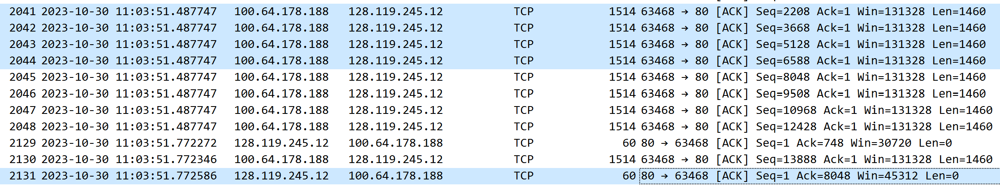 2041 2023-10-30 11:03:51.487747 100.64.178.188 128.119.245.12 TCP 1514 63468 → 80 [ACK] Seq=2208 Ack=1 Win=131328 Len=1460
2042 2023-10-30 11:03:51.487747 100.64.178.188 128.119.245.12 TCP 1514 63468 → 80 [ACK] Seq=3668 Ack=1 Win=131328 Len=1460
2043 2023-10-30 11:03:51.487747 100.64.178.188 128.119.245.12 TCP 1514 63468 → 80 [ACK] Seq=5128 Ack=1 Win=131328 Len=1460
2044 2023-10-30 11:03:51.487747 100.64.178.188 128.119.245.12 TCP 1514 63468 → 80 [ACK] Seq=6588 Ack=1 Win=131328 Len=1460
2045 2023-10-30 11:03:51.487747 100.64.178.188 128.119.245.12 TCP 1514 63468 → 80 [ACK] Seq=8048 Ack=1 Win=131328 Len=1460
2046 2023-10-30 11:03:51.487747 100.64.178.188 128.119.245.12 TCP 1514 63468 → 80 [ACK] Seq=9508 Ack=1 Win=131328 Len=1460
2047 2023-10-30 11:03:51.487747 100.64.178.188 128.119.245.12 TCP 1514 63468 → 80 [ACK] Seq=10968 Ack=1 Win=131328 Len=1460
2048 2023-10-30 11:03:51.487747 100.64.178.188 128.119.245.12 TCP 1514 63468 → 80 [ACK] Seq=12428 Ack=1 Win=131328 Len=1460
2129 2023-10-30 11:03:51.772272 128.119.245.12 100.64.178.188 TCP 60 80 → 63468 [ACK] Seq=1 Ack=748 Win=30720 Len=0
2130 2023-10-30 11:03:51.772346 100.64.178.188 128.119.245.12 TCP 1514 63468 → 80 [ACK] Seq=13888 Ack=1 Win=131328 Len=1460
2131 2023-10-30 11:03:51.772586 128.119.245.12 100.64.178.188 TCP 60 80 → 63468 [ACK] Seq=1 Ack=8048 Win=45312 Len=0